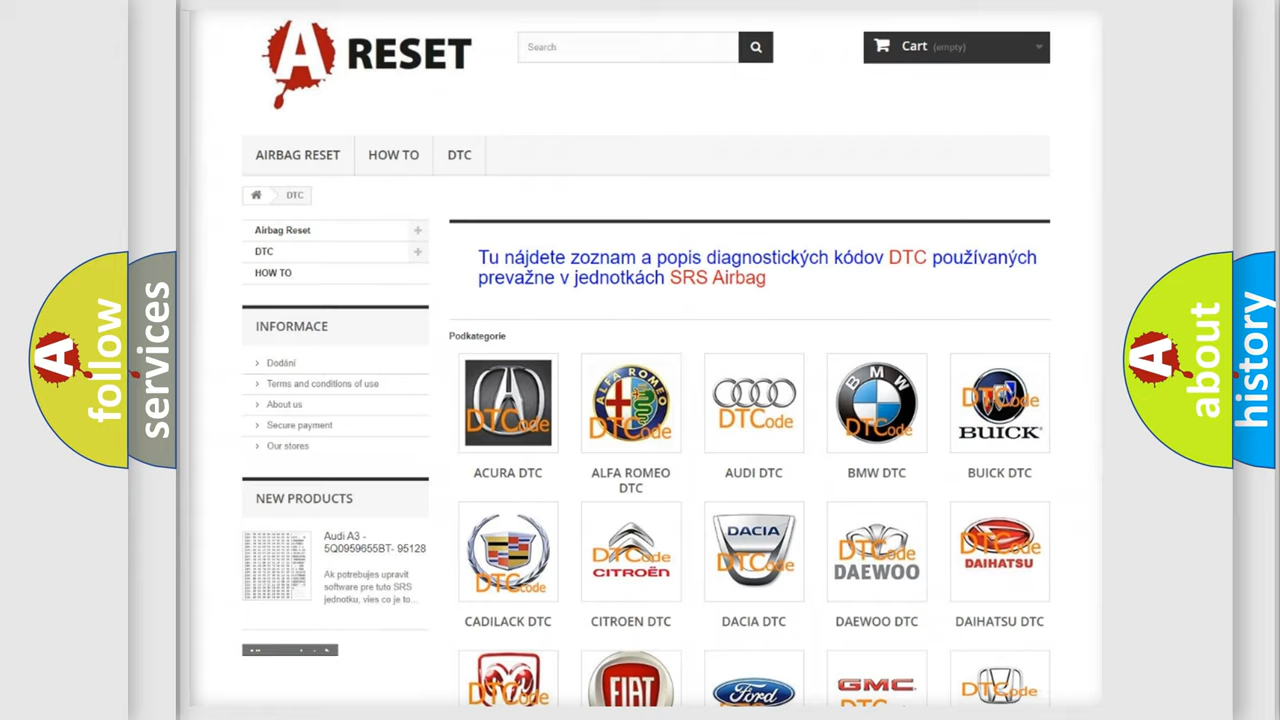 A RESET
Search
Cart (empty)
AIRBAG RESET
HOW TO
DTC
DTC
Airbag Reset
DTC
HOW TO
INFORMACE
Dodání
Terms and conditions of use
About us
Secure payment
Our stores
NEW PRODUCTS
Audi A3 -
5Q0959655BT- 95128
Ak potrebujes upravit
software pre tuto SRS
jednotku, vies co je to...
Tu nájdete zoznam a popis diagnostických kódov DTC používaných
prevažne v jednotkách SRS Airbag
Podkategorie
DTCode
ALFA ROMEO
DTCode
DTCode
BMW
DTCode
DTCode
BUICK
ACURA DTC
ALFA ROMEO
DTC
AUDI DTC
BMW DTC
BUICK DTC
DTCode
DTCode
CITROËN
DACIA
DTCode
DTCode
DAEWOO
DTCode
DAIHATSU
CADILACK DTC
CITROEN DTC
DACIA DTC
DAEWOO DTC
DAIHATSU DTC
DTCode
FIAT
Ford
GMC
DTCode
A follow
services
A about
history